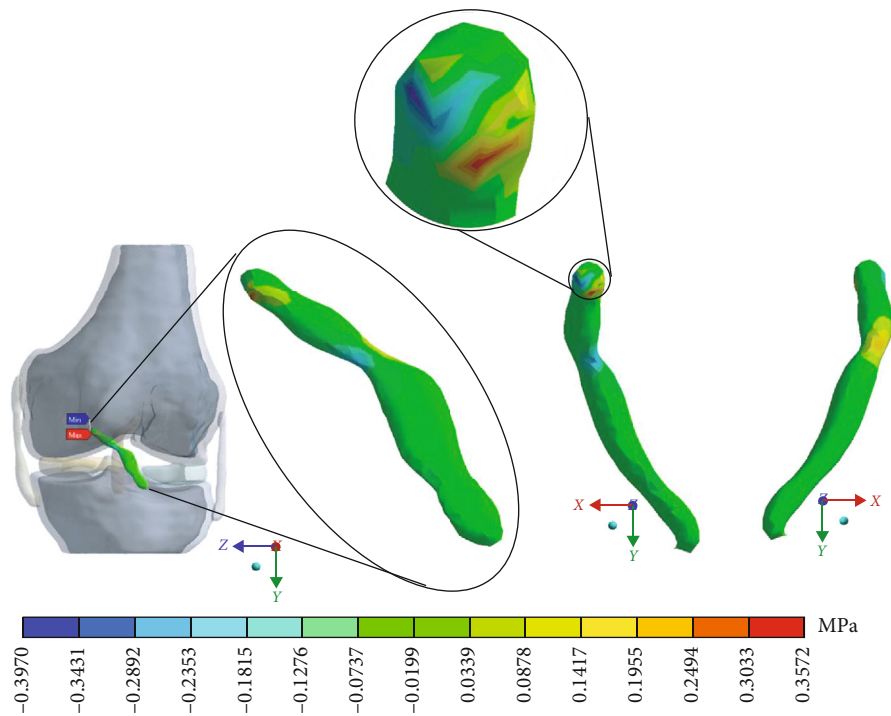 Min
Max
Z
X
Y
X
Z
Y
Z
X
Y
MPa
−0.3970
−0.3431
−0.2892
−0.2353
−0.1815
−0.1276
−0.0737
−0.0199
0.0339
0.0878
0.1417
0.1955
0.2494
0.3033
0.3572